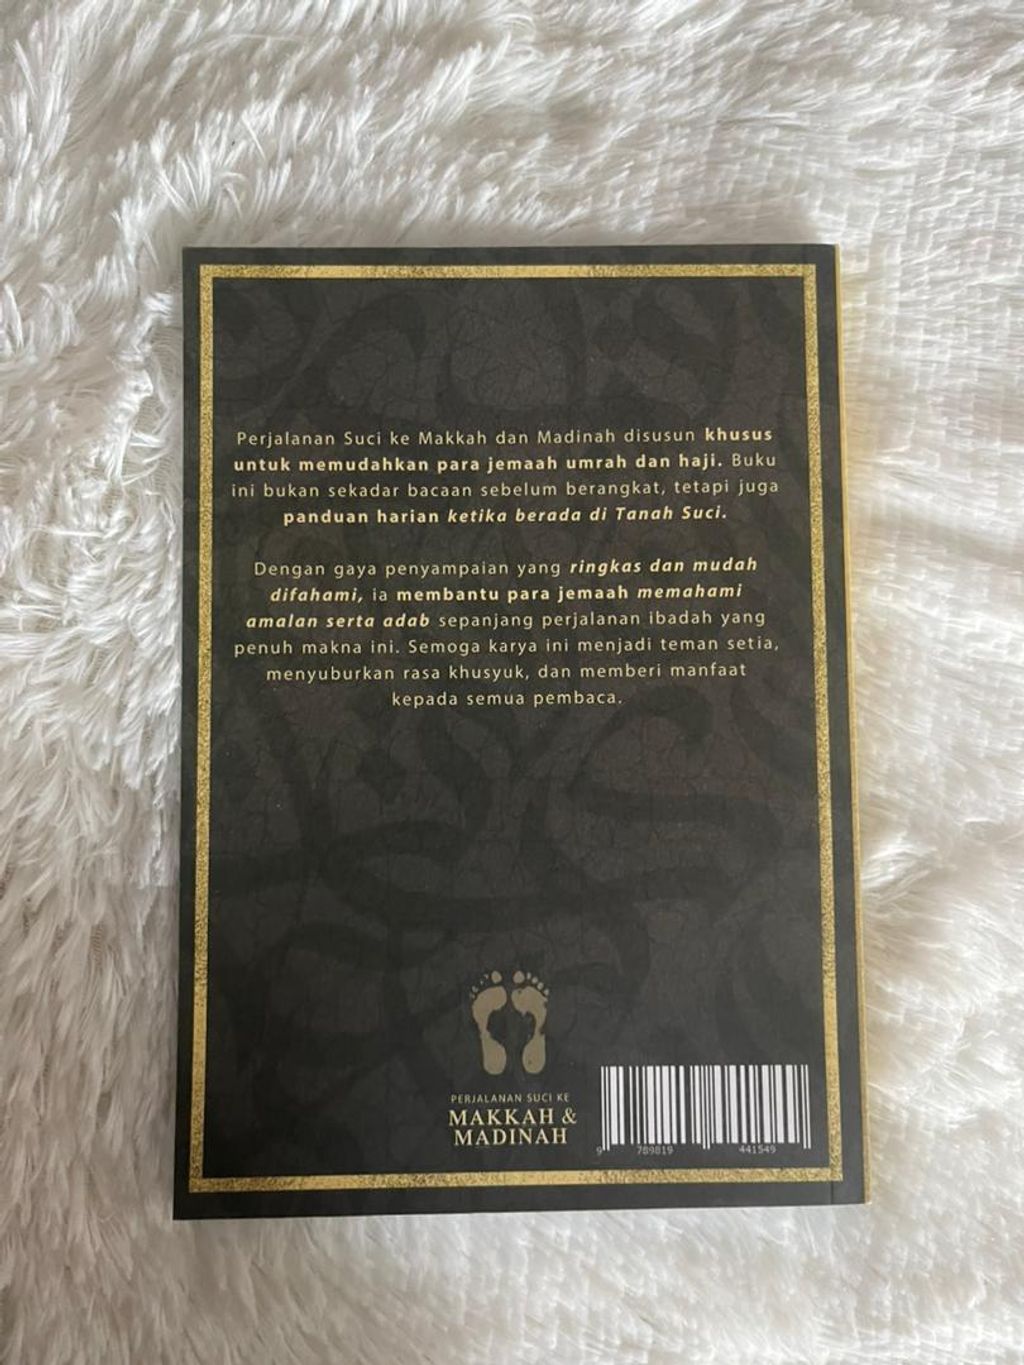 Perjalanan Suci ke Makkah dan Madinah disusun khusus
untuk memudahkan para jemaah umrah dan haji. Buku
ini bukan sekadar bacaan sebelum berangkat, tetapi juga
panduan harian ketika berada di Tanah Suci.
Dengan gaya penyampaian yang ringkas dan mudah
difahami, ia membantu para jemaah memahami
amalan serta adab sepanjang perjalanan ibadah yang
penuh makna ini. Semoga karya ini menjadi teman setia,
menyuburkan rasa khusyuk, dan memberi manfaat
kepada semua pembaca.
PERJALANAN SUCI KE
MAKKAH &
MADINAH
9 789819 441549